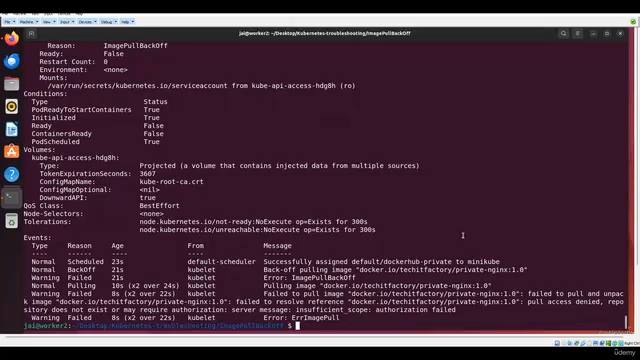 File Machine View Input Devices Help
jai@worker2: ~/Desktop/Kubernetes-troubleshooting/ImagePullBackOff
Reason: ImagePullBackOff
Ready: False
Restart Count: 0
Environment: <none>
Mounts:
/var/run/secrets/kubernetes.io/serviceaccount from kube-api-access-hdg8h (ro)
Conditions:
Type Status
PodReadyToStartContainers True
Initialized True
Ready False
ContainersReady False
PodScheduled True
Volumes:
kube-api-access-hdg8h:
Type: Projected (a volume that contains injected data from multiple sources)
TokenExpirationSeconds: 3607
ConfigMapName: kube-root-ca.crt
ConfigMapOptional: <nil>
DownwardAPI: true
QoS Class: BestEffort
Node-Selectors: <none>
Tolerations: node.kubernetes.io/not-ready:NoExecute op=Exists for 300s
node.kubernetes.io/unreachable:NoExecute op=Exists for 300s
Events:
Type Reason Age From Message
---- ------ ---- ---- -------
Normal Scheduled 23s default-scheduler Successfully assigned default/dockerhub-private to minikube
Normal BackOff 21s kubelet Back-off pulling image "docker.io/techitfactory/private-nginx:1.0"
Warning Failed 21s kubelet Error: ImagePullBackOff
Normal Pulling 10s (x2 over 24s) kubelet Pulling image "docker.io/techitfactory/private-nginx:1.0"
Warning Failed 8s (x2 over 22s) kubelet Failed to pull image "docker.io/techitfactory/private-nginx:1.0": failed to pull and unpac
k image "docker.io/techitfactory/private-nginx:1.0": failed to resolve reference "docker.io/techitfactory/private-nginx:1.0": pull access denied, repo
sitory does not exist or may require authorization: server message: insufficient_scope: authorization failed
Warning Failed 8s (x2 over 22s) kubelet Error: ErrImagePull
jai@worker2:~/Desktop/Kubernetes-troubleshooting/ImagePullBackOff $
Udemy